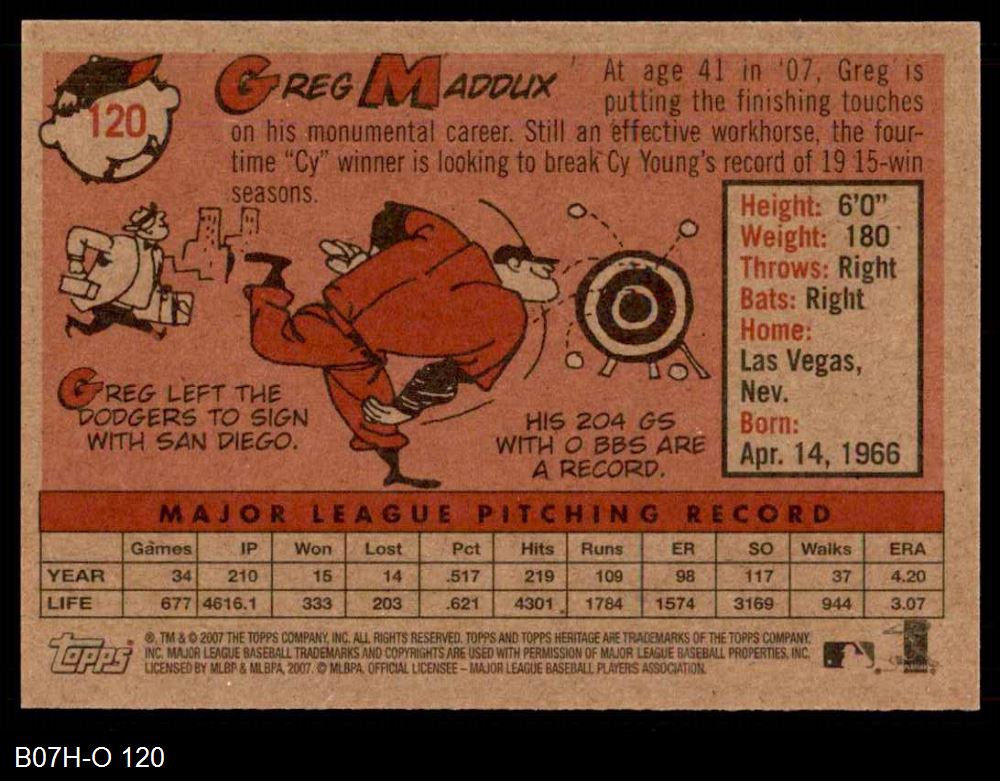 120
GREG MADDUX
At age 41 in '07, Greg is
putting the finishing touches
on his monumental career. Still an effective workhorse, the four-
time "Cy" winner is looking to break Cy Young's record of 19 15-win
seasons.
Height: 6'0"
Weight: 180
Throws: Right
Bats: Right
Home:
Las Vegas,
Nev.
Born:
Apr. 14, 1966
GREG LEFT THE
DODGERS TO SIGN
WITH SAN DIEGO.
HIS 204 GS
WITH 0 BBS ARE
A RECORD.
MAJOR LEAGUE PITCHING RECORD
Games IP Won Lost Pct Hits Runs ER SO Walks ERA
YEAR 34 210 15 14 .517 219 109 98 117 37 4.20
LIFE 677 4616.1 333 203 .621 4301 1784 1574 3169 944 3.07
Topps
®, TM & © 2007 THE TOPPS COMPANY, INC. ALL RIGHTS RESERVED. TOPPS AND TOPPS HERITAGE ARE TRADEMARKS OF THE TOPPS COMPANY,
INC. MAJOR LEAGUE BASEBALL TRADEMARKS AND COPYRIGHTS ARE USED WITH PERMISSION OF MAJOR LEAGUE BASEBALL PROPERTIES, INC.
LICENSED BY MLBP & MLBPA, 2007. © MLBPA. OFFICIAL LICENSEE – MAJOR LEAGUE BASEBALL PLAYERS ASSOCIATION.
B07H-O 120